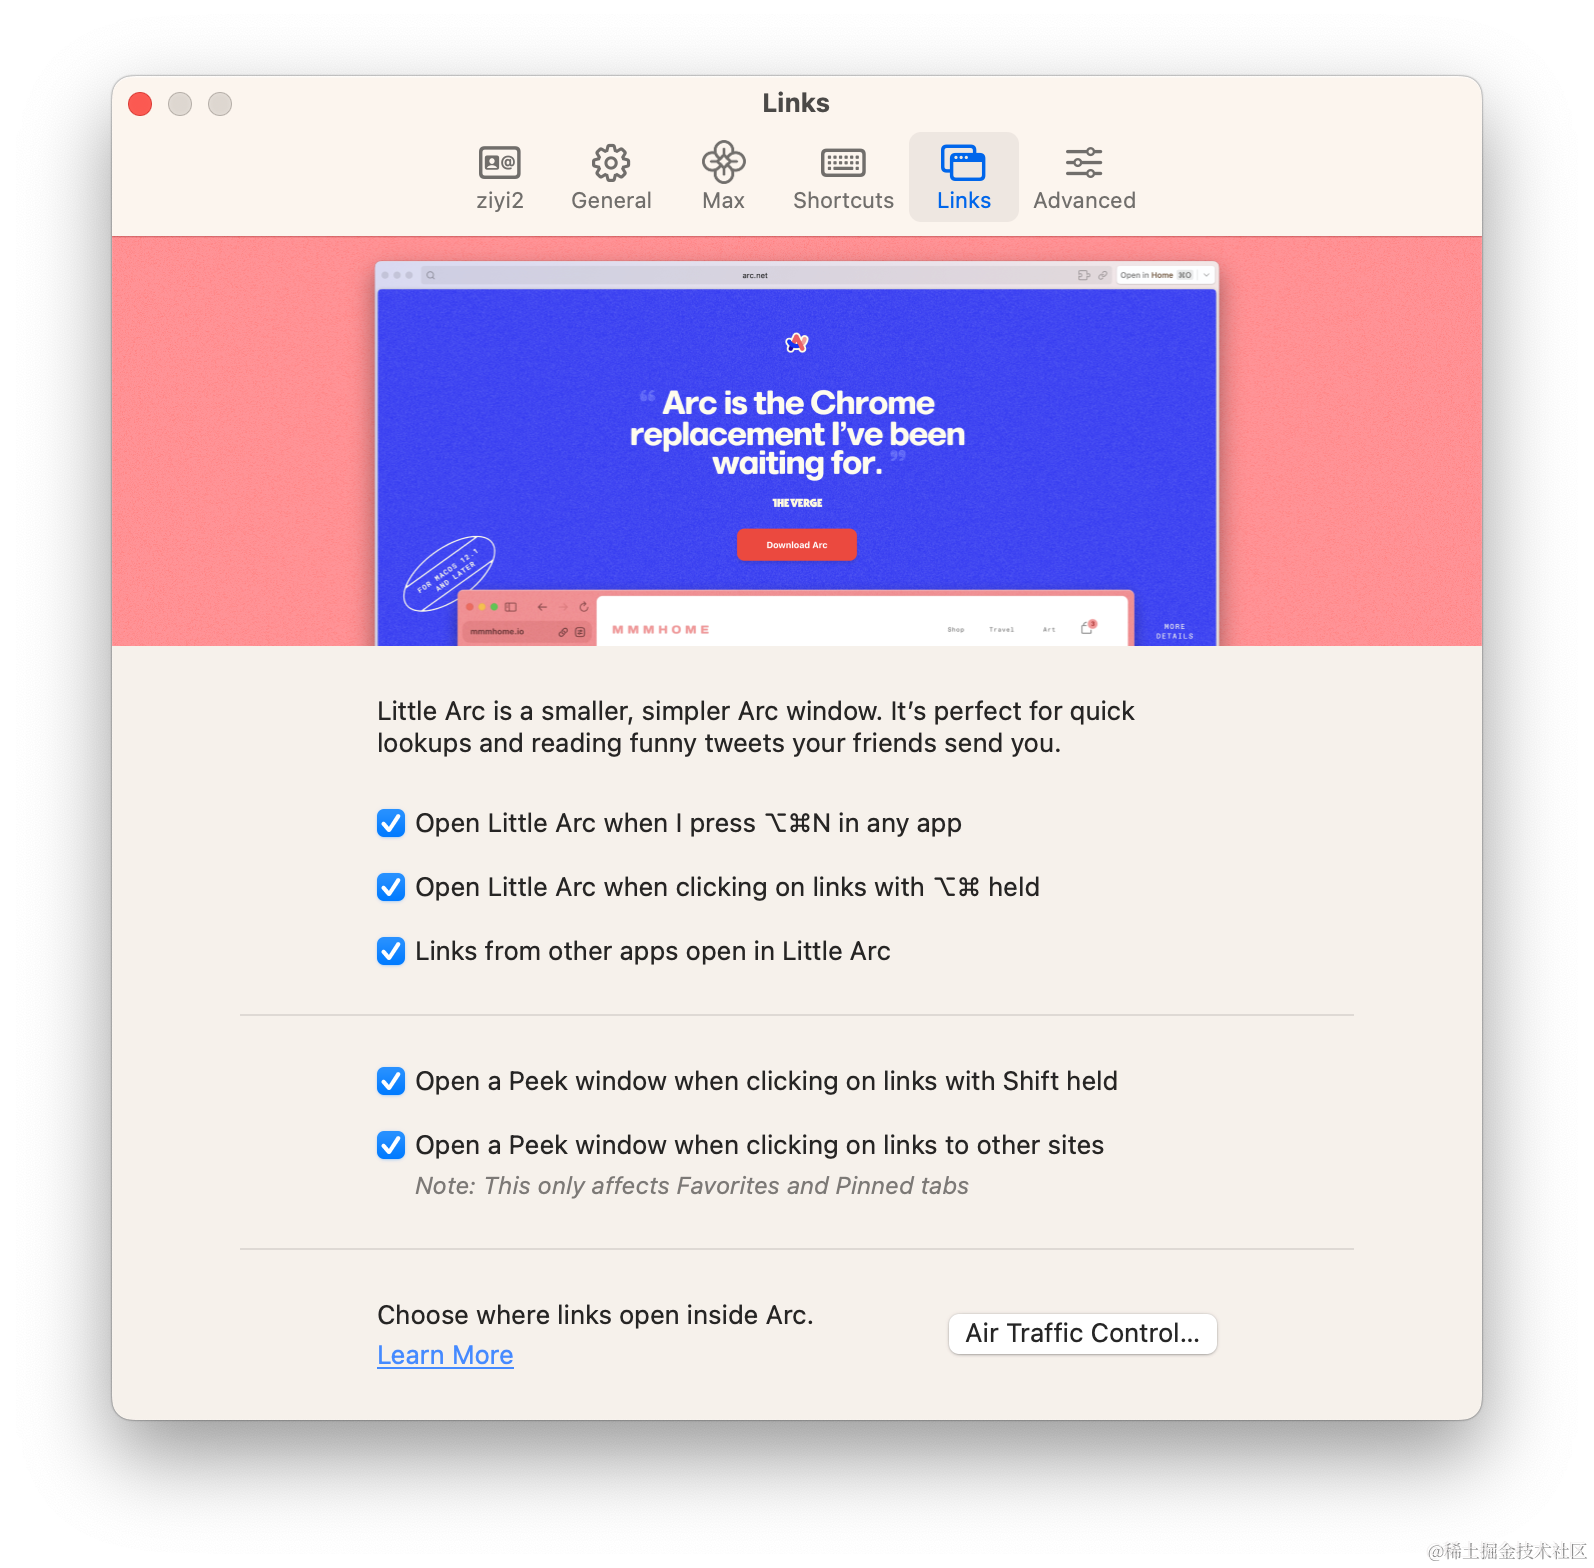 Links
ziyi2
General
Max
Shortcuts
Links
Advanced
arc.net
Open in Home ⌘O
“ Arc is the Chrome
replacement I’ve been
waiting for. ”
THE VERGE
Download Arc
FOR MACOS 12.1
AND LATER
mmmhome.io
MMMHOME
Shop
Travel
Art
3
MORE
DETAILS
Little Arc is a smaller, simpler Arc window. It’s perfect for quick
lookups and reading funny tweets your friends send you.
Open Little Arc when I press ⌥⌘N in any app
Open Little Arc when clicking on links with ⌥⌘ held
Links from other apps open in Little Arc
Open a Peek window when clicking on links with Shift held
Open a Peek window when clicking on links to other sites
Note: This only affects Favorites and Pinned tabs
Choose where links open inside Arc.
Learn More
Air Traffic Control...
@稀土掘金技术社区